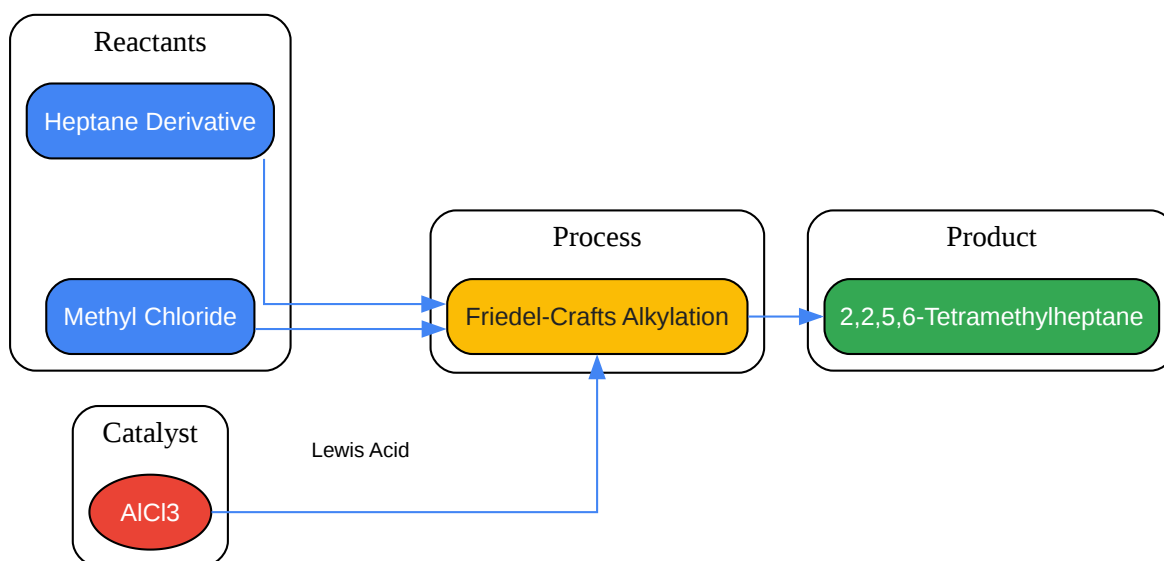 Reactants
Heptane Derivative
Methyl Chloride
Process
Friedel-Crafts Alkylation
Product
2,2,5,6-Tetramethylheptane
Catalyst
AlCl3
Lewis Acid